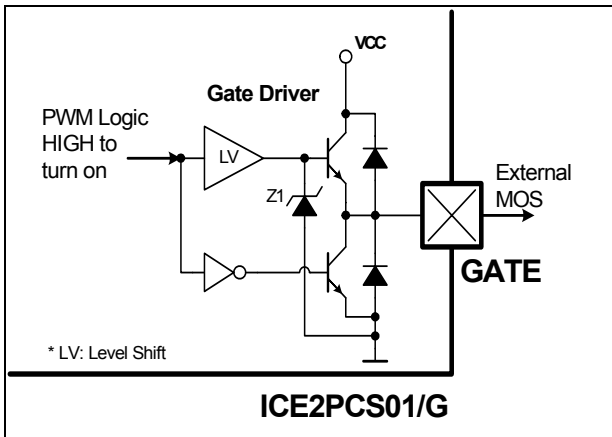 VCC
Gate Driver
PWM Logic
HIGH to
turn on
LV
External
MOS
Z1
GATE
* LV: Level Shift
ICE2PCS01/G